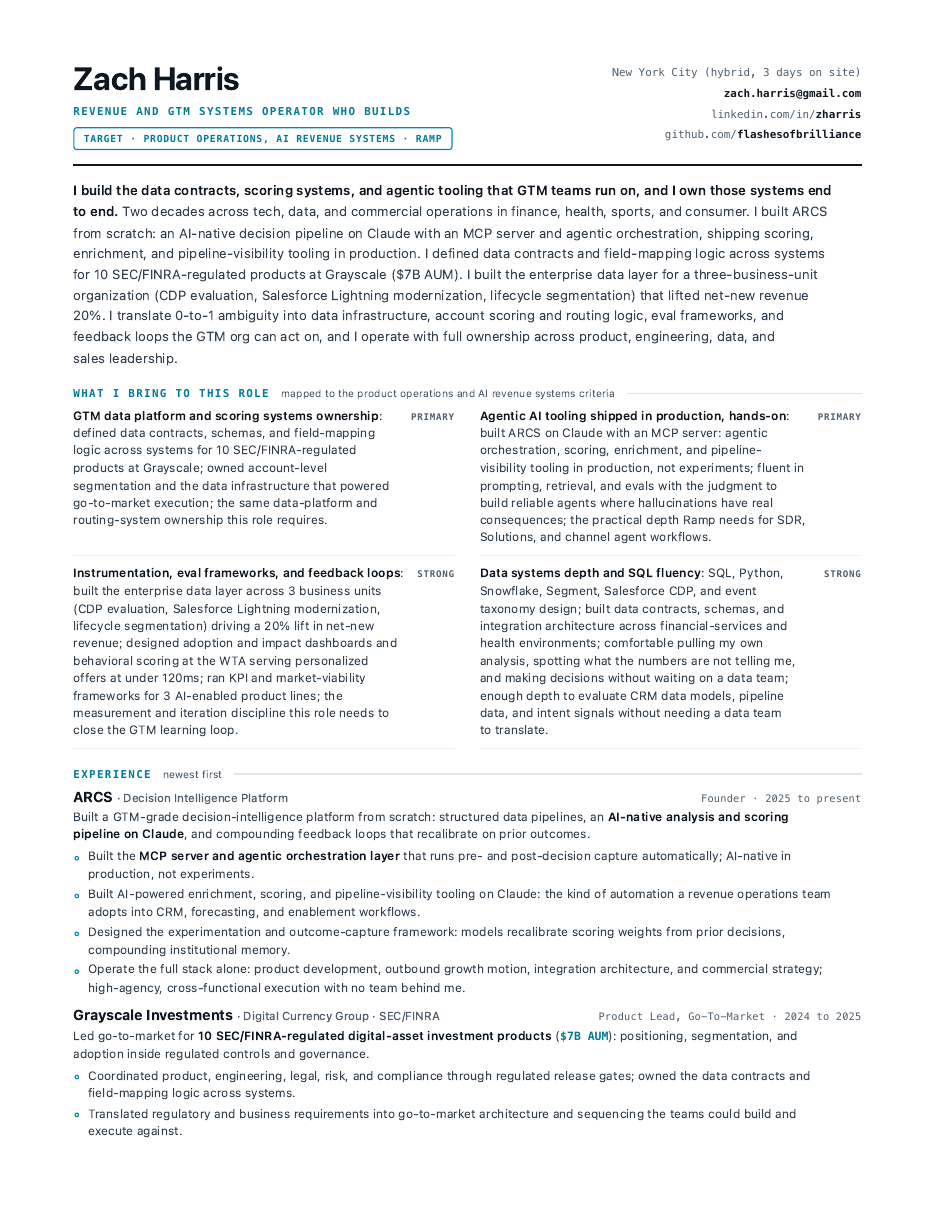 Zach Harris
REVENUE AND GTM SYSTEMS OPERATOR WHO BUILDS
TARGET · PRODUCT OPERATIONS, AI REVENUE SYSTEMS · RAMP
New York City (hybrid, 3 days on site)
zach.harris@gmail.com
linkedin.com/in/zharris
github.com/flashesofbrilliance
I build the data contracts, scoring systems, and agentic tooling that GTM teams run on, and I own those systems end
to end. Two decades across tech, data, and commercial operations in finance, health, sports, and consumer. I built ARCS
from scratch: an AI-native decision pipeline on Claude with an MCP server and agentic orchestration, shipping scoring,
enrichment, and pipeline-visibility tooling in production. I defined data contracts and field-mapping logic across systems
for 10 SEC/FINRA-regulated products at Grayscale ($7B AUM). I built the enterprise data layer for a three-business-unit
organization (CDP evaluation, Salesforce Lightning modernization, lifecycle segmentation) that lifted net-new revenue
20%. I translate 0-to-1 ambiguity into data infrastructure, account scoring and routing logic, eval frameworks, and
feedback loops the GTM org can act on, and I operate with full ownership across product, engineering, data, and
sales leadership.
WHAT I BRING TO THIS ROLE mapped to the product operations and AI revenue systems criteria
GTM data platform and scoring systems ownership: PRIMARY
defined data contracts, schemas, and field-mapping
logic across systems for 10 SEC/FINRA-regulated
products at Grayscale; owned account-level
segmentation and the data infrastructure that powered
go-to-market execution; the same data-platform and
routing-system ownership this role requires.
Agentic AI tooling shipped in production, hands-on: PRIMARY
built ARCS on Claude with an MCP server: agentic
orchestration, scoring, enrichment, and pipeline-
visibility tooling in production, not experiments; fluent in
prompting, retrieval, and evals with the judgment to
build reliable agents where hallucinations have real
consequences; the practical depth Ramp needs for SDR,
Solutions, and channel agent workflows.
Instrumentation, eval frameworks, and feedback loops: STRONG
built the enterprise data layer across 3 business units
(CDP evaluation, Salesforce Lightning modernization,
lifecycle segmentation) driving a 20% lift in net-new
revenue; designed adoption and impact dashboards and
behavioral scoring at the WTA serving personalized
offers at under 120ms; ran KPI and market-viability
frameworks for 3 AI-enabled product lines; the
measurement and iteration discipline this role needs to
close the GTM learning loop.
Data systems depth and SQL fluency: SQL, Python, STRONG
Snowflake, Segment, Salesforce CDP, and event
taxonomy design; built data contracts, schemas, and
integration architecture across financial-services and
health environments; comfortable pulling my own
analysis, spotting what the numbers are not telling me,
and making decisions without waiting on a data team;
enough depth to evaluate CRM data models, pipeline
data, and intent signals without needing a data team
to translate.
EXPERIENCE newest first
ARCS · Decision Intelligence Platform Founder · 2025 to present
Built a GTM-grade decision-intelligence platform from scratch: structured data pipelines, an AI-native analysis and scoring
pipeline on Claude, and compounding feedback loops that recalibrate on prior outcomes.
Built the MCP server and agentic orchestration layer that runs pre- and post-decision capture automatically; AI-native in
production, not experiments.
Built AI-powered enrichment, scoring, and pipeline-visibility tooling on Claude: the kind of automation a revenue operations team
adopts into CRM, forecasting, and enablement workflows.
Designed the experimentation and outcome-capture framework: models recalibrate scoring weights from prior decisions,
compounding institutional memory.
Operate the full stack alone: product development, outbound growth motion, integration architecture, and commercial strategy;
high-agency, cross-functional execution with no team behind me.
Grayscale Investments · Digital Currency Group · SEC/FINRA Product Lead, Go-To-Market · 2024 to 2025
Led go-to-market for 10 SEC/FINRA-regulated digital-asset investment products ($7B AUM): positioning, segmentation, and
adoption inside regulated controls and governance.
Coordinated product, engineering, legal, risk, and compliance through regulated release gates; owned the data contracts and
field-mapping logic across systems.
Translated regulatory and business requirements into go-to-market architecture and sequencing the teams could build and
execute against.